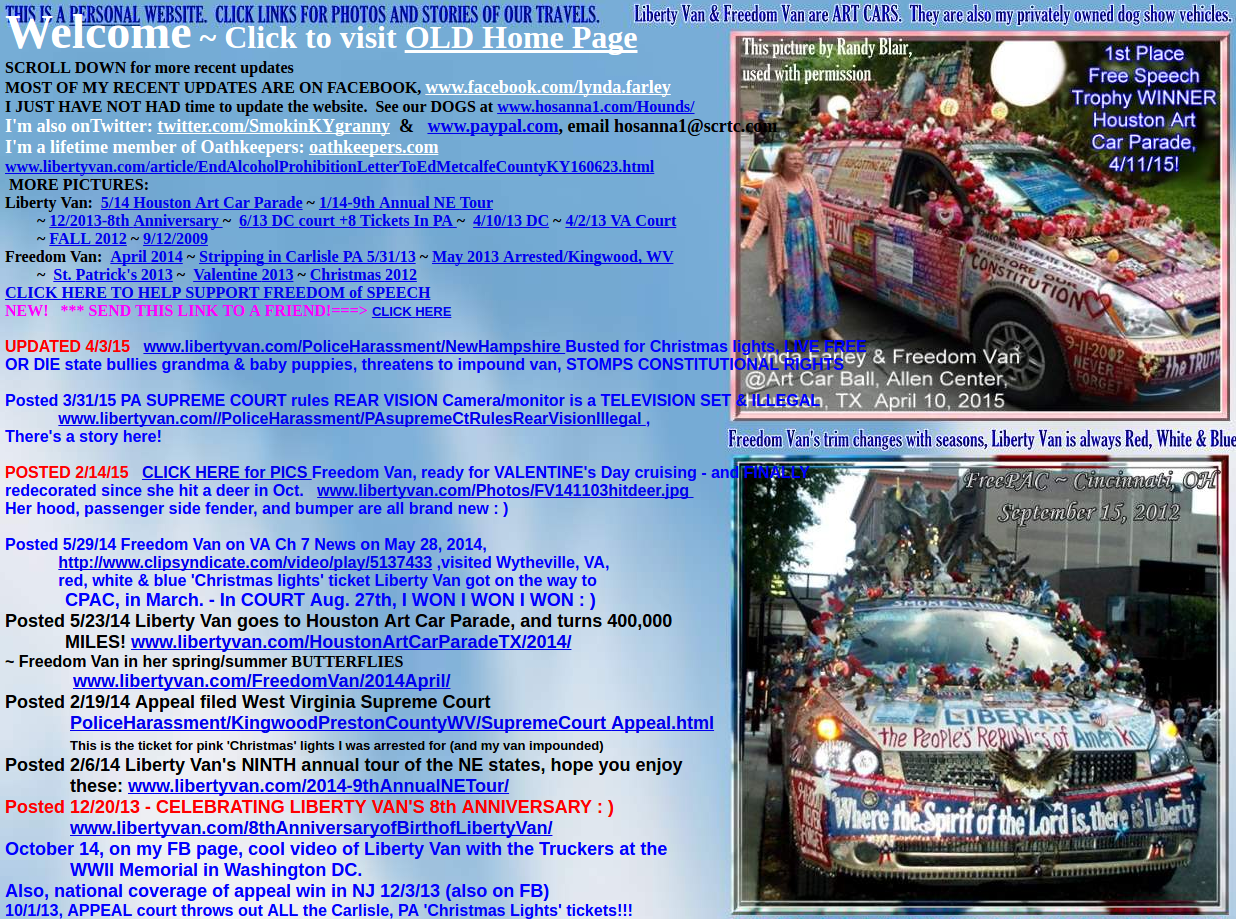 THIS IS A PERSONAL WEBSITE. CLICK LINKS FOR PHOTOS AND STORIES OF OUR TRAVELS.
Liberty Van & Freedom Van are ART CARS. They are also my privately owned dog show vehicles.
Welcome ~ Click to visit OLD Home Page
SCROLL DOWN for more recent updates
MOST OF MY RECENT UPDATES ARE ON FACEBOOK, www.facebook.com/lynda.farley
I JUST HAVE NOT HAD time to update the website. See our DOGS at www.hosanna1.com/Hounds/
I'm also onTwitter: twitter.com/SmokinKYgranny & www.paypal.com, email hosanna1@scrtc.com
I'm a lifetime member of Oathkeepers: oathkeepers.com
www.libertyvan.com/article/EndAlcoholProhibitionLetterToEdMetcalfeCountyKY160623.html
MORE PICTURES:
Liberty Van: 5/14 Houston Art Car Parade ~ 1/14-9th Annual NE Tour
~ 12/2013-8th Anniversary ~ 6/13 DC court +8 Tickets In PA ~ 4/10/13 DC ~ 4/2/13 VA Court
~ FALL 2012 ~ 9/12/2009
Freedom Van: April 2014 ~ Stripping in Carlisle PA 5/31/13 ~ May 2013 Arrested/Kingwood, WV
~ St. Patrick's 2013 ~ Valentine 2013 ~ Christmas 2012
CLICK HERE TO HELP SUPPORT FREEDOM of SPEECH
NEW! *** SEND THIS LINK TO A FRIEND!===> CLICK HERE
UPDATED 4/3/15 www.libertyvan.com/PoliceHarassment/NewHampshire Busted for Christmas lights, LIVE FREE
OR DIE state bullies grandma & baby puppies, threatens to impound van, STOMPS CONSTITUTIONAL RIGHTS
Posted 3/31/15 PA SUPREME COURT rules REAR VISION Camera/monitor is a TELEVISION SET & ILLEGAL
www.libertyvan.com//PoliceHarassment/PAsupremeCtRulesRearVisionIllegal ,
There's a story here!
POSTED 2/14/15 CLICK HERE for PICS Freedom Van, ready for VALENTINE's Day cruising - and FINALLY
redecorated since she hit a deer in Oct. www.libertyvan.com/Photos/FV141103hitdeer.jpg
Her hood, passenger side fender, and bumper are all brand new : )
Posted 5/29/14 Freedom Van on VA Ch 7 News on May 28, 2014,
http://www.clipsyndicate.com/video/play/5137433 ,visited Wytheville, VA,
red, white & blue 'Christmas lights' ticket Liberty Van got on the way to
CPAC, in March. - In COURT Aug. 27th, I WON I WON I WON : )
Posted 5/23/14 Liberty Van goes to Houston Art Car Parade, and turns 400,000
MILES! www.libertyvan.com/HoustonArtCarParadeTX/2014/
~ Freedom Van in her spring/summer BUTTERFLIES
www.libertyvan.com/FreedomVan/2014April/
Posted 2/19/14 Appeal filed West Virginia Supreme Court
PoliceHarassment/KingwoodPrestonCountyWV/SupremeCourt Appeal.html
This is the ticket for pink 'Christmas' lights I was arrested for (and my van impounded)
Posted 2/6/14 Liberty Van's NINTH annual tour of the NE states, hope you enjoy
these: www.libertyvan.com/2014-9thAnnualNETour/
Posted 12/20/13 - CELEBRATING LIBERTY VAN'S 8th ANNIVERSARY : )
www.libertyvan.com/8thAnniversaryofBirthofLibertyVan/
October 14, on my FB page, cool video of Liberty Van with the Truckers at the
WWII Memorial in Washington DC.
Also, national coverage of appeal win in NJ 12/3/13 (also on FB)
10/1/13, APPEAL court throws out ALL the Carlisle, PA 'Christmas Lights' tickets!!!
This picture by Randy Blair,
used with permission
1st Place
Free Speech
Trophy WINNER
Houston Art
Car Parade,
4/11/15!
CONSTITUTION
9-11-2001
NEVER
FORGET
the TRUTH
Lynda Farley & Freedom Van
@Art Car Ball, Allen Center,
Houston, TX April 10, 2015
Freedom Van's trim changes with seasons, Liberty Van is always Red, White & Blue
FreePAC ~ Cincinnati, OH
September 15, 2012
LIBERATE
the PEOPLE'S REPUBLICS of AmeriKa
Where the Spirit of the Lord is, there is Liberty